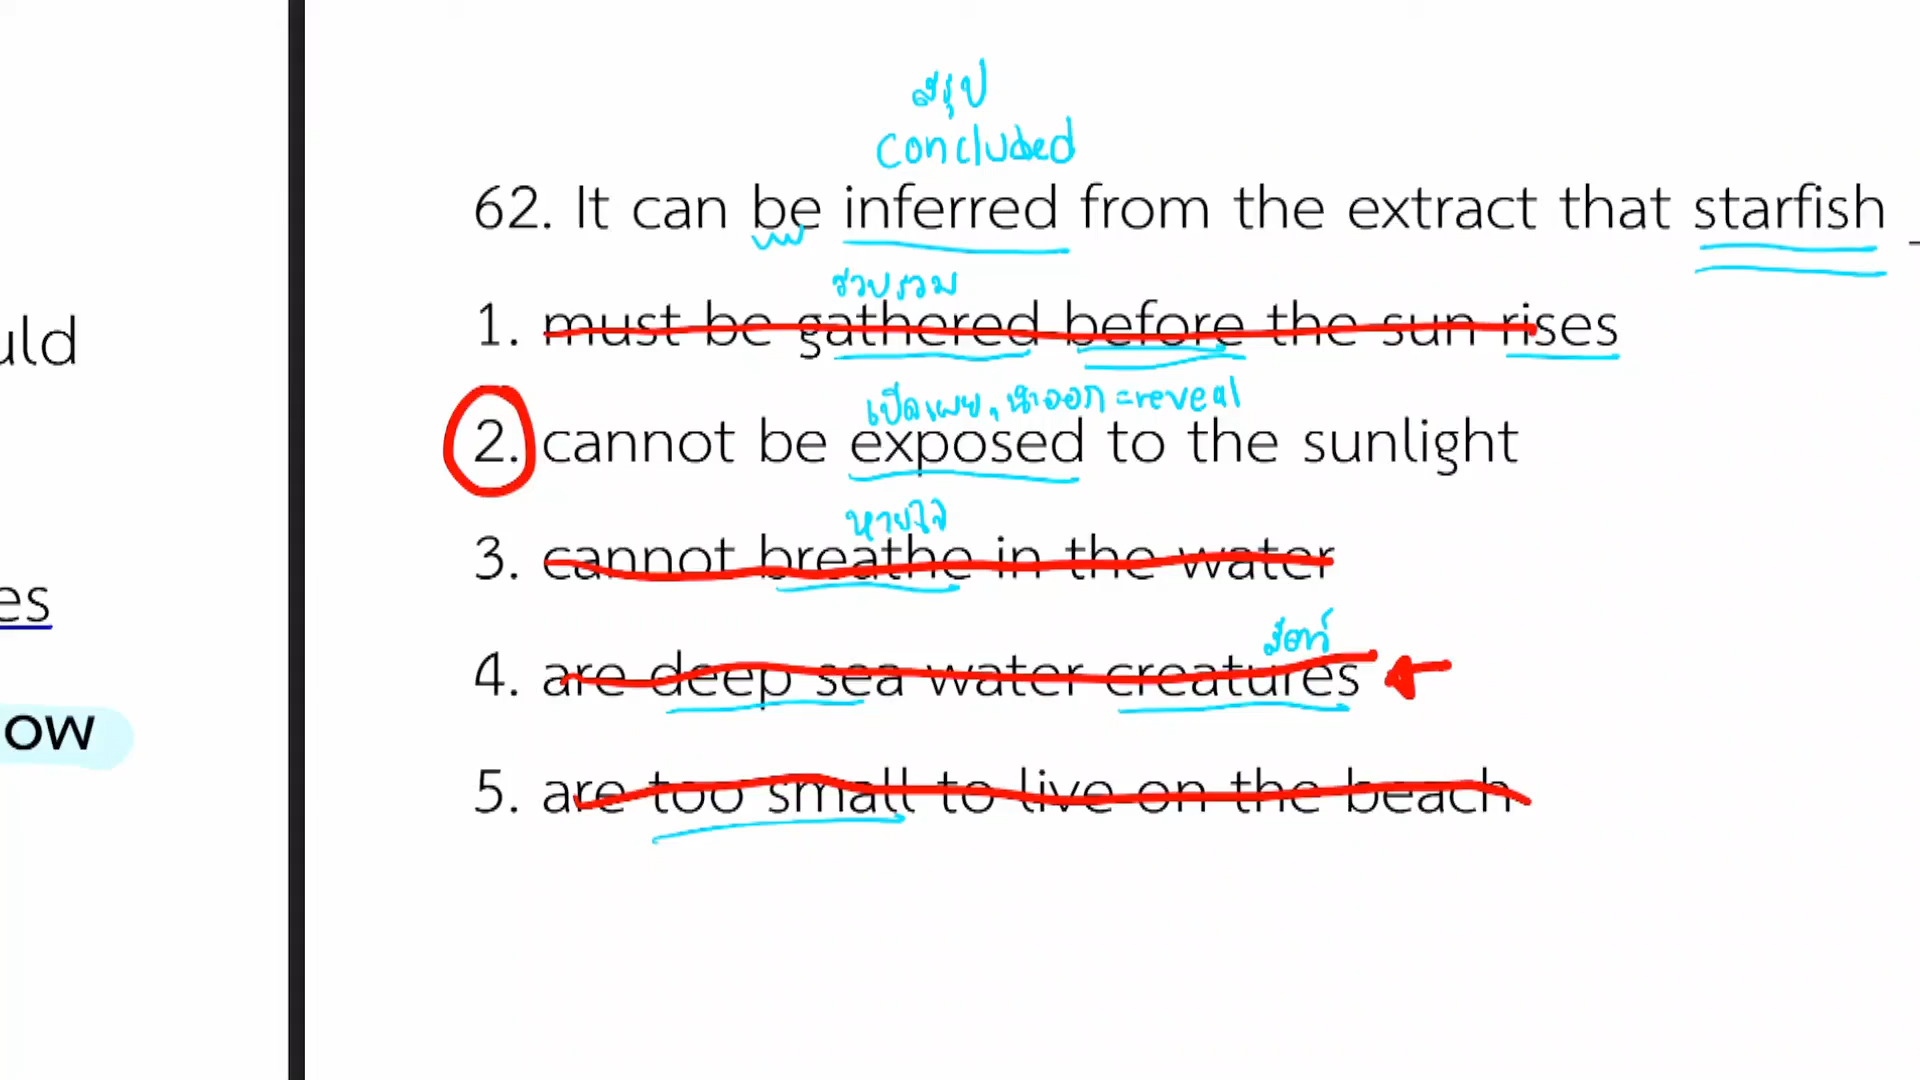 สรุป
concluded
62. It can be inferred from the extract that starfish _
รวบรวม
1. must be gathered before the sun rises
uld
เปิดเผย, นำออก = reveal
2. cannot be exposed to the sunlight
หายใจ
3. cannot breathe in the water
es
สัตว์
4. are deep sea water creatures
ow
5. are too small to live on the beach